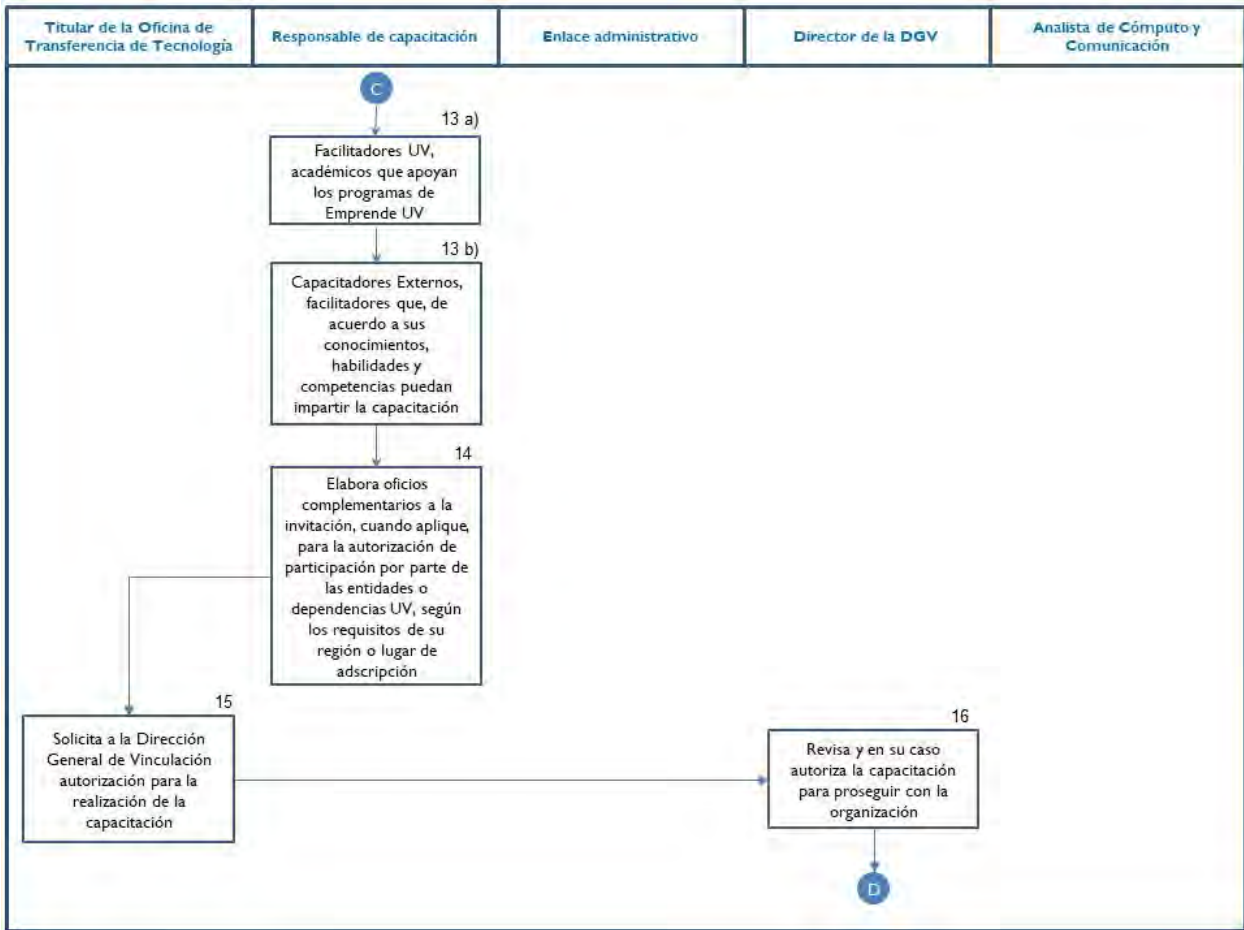 Titular de la Oficina de
Transferencia de Tecnología
Responsable de capacitación
Enlace administrativo
Director de la DGV
Analista de Cómputo y
Comunicación
C
13 a)
Facilitadores UV,
académicos que apoyan
los programas de
Emprende UV
13 b)
Capacitadores Externos,
facilitadores que, de
acuerdo a sus
conocimientos,
habilidades y
competencias puedan
impartir la capacitación
14
Elabora oficios
complementarios a la
invitación, cuando aplique,
para la autorización de
participación por parte de
las entidades o
dependencias UV, según
los requisitos de su
región o lugar de
adscripción
15
Solicita a la Dirección
General de Vinculación
autorización para la
realización de la
capacitación
16
Revisa y en su caso
autoriza la capacitación
para proseguir con la
organización
D